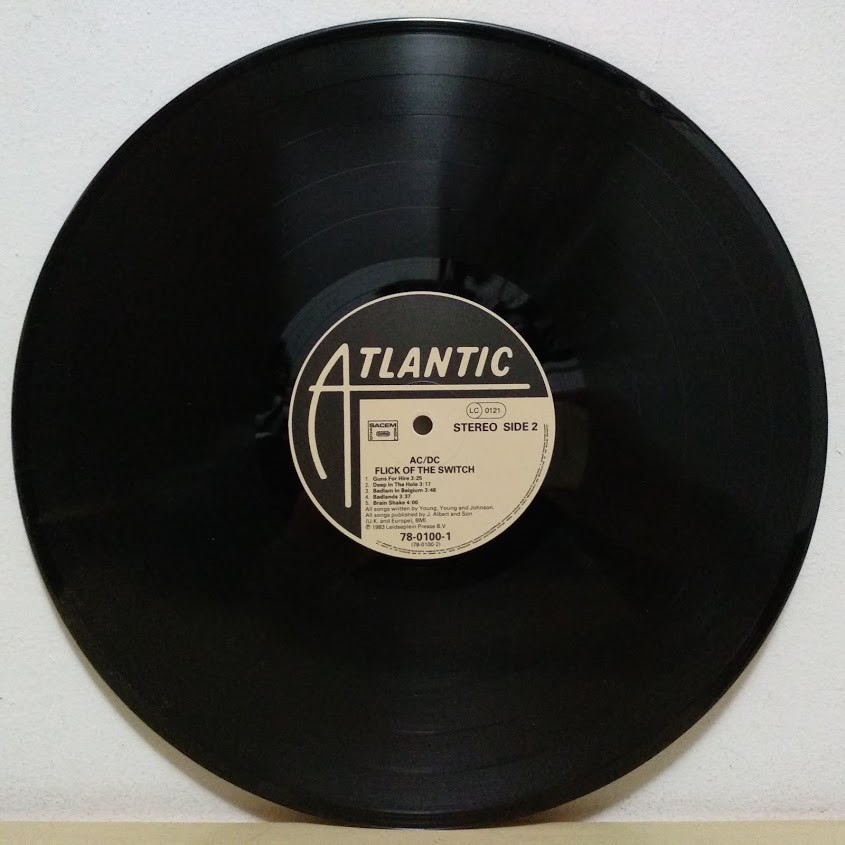 ATLANTIC
SACEM
LC 0121
STEREO SIDE 2
AC/DC
FLICK OF THE SWITCH
1. Guns For Hire 3:25
2. Deep In The Hole 3:17
3. Bedlam In Belgium 3:48
4. Badlands 3:37
5. Brain Shake 4:00
All songs written by Young, Young and Johnson.
All songs published by J. Albert and Son
(U.K. and Europe), BMI.
℗ 1983 Leidseplein Presse B.V.
78-0100-1
(78-0100-2)